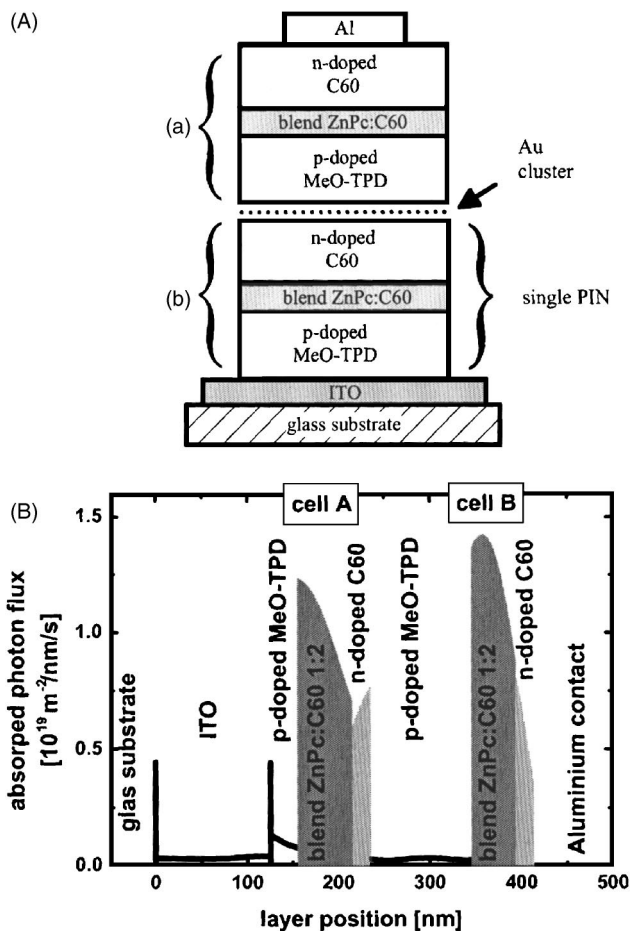 (A)
Al
n-doped
C60
(a)
blend ZnPc:C60
p-doped
MeO-TPD
Au
cluster
n-doped
C60
(b)
blend ZnPc:C60
single PIN
p-doped
MeO-TPD
ITO
glass substrate
(B)
cell A
cell B
absorped photon flux
[10¹⁹ m⁻²/nm/s]
1.5
1.0
0.5
0.0
glas substrate
ITO
p-doped MeO-TPD
blend ZnPc:C60 1:2
n-doped C60
p-doped MeO-TPD
blend ZnPc:C60 1:2
n-doped C60
Aluminium contact
0
100
200
300
400
500
layer position [nm]